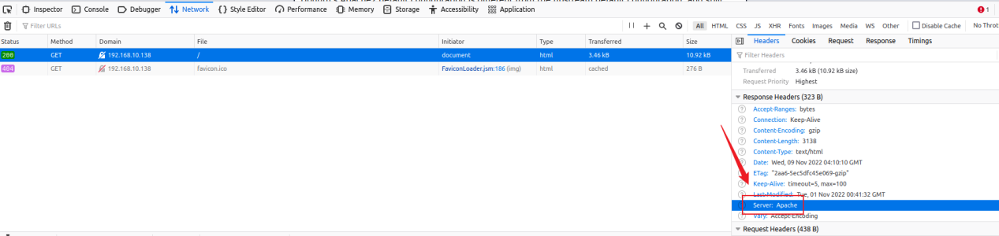 Inspector Console Debugger Network Style Editor Performance Memory Storage Accessibility Application 1
Filter URLs All HTML CSS JS XHR Fonts Images Media WS Other Disable Cache No Thrott
Status Method Domain File Initiator Type Transferred Size
200 GET 192.168.10.138 / document html 3.46 kB 10.92 kB
404 GET 192.168.10.138 favicon.ico FaviconLoader.jsm:186 (img) html cached 276 B
Headers Cookies Request Response Timings
Filter Headers
Transferred 3.46 kB (10.92 kB size)
Request Priority Highest
Response Headers (323 B)
Accept-Ranges: bytes
Connection: Keep-Alive
Content-Encoding: gzip
Content-Length: 3138
Content-Type: text/html
Date: Wed, 09 Nov 2022 04:10:10 GMT
ETag: "2aa6-5ec5dfc45e069-gzip"
Keep-Alive: timeout=5, max=100
Last-Modified: Tue, 01 Nov 2022 00:41:32 GMT
Server: Apache
Vary: Accept-Encoding
Request Headers (438 B)